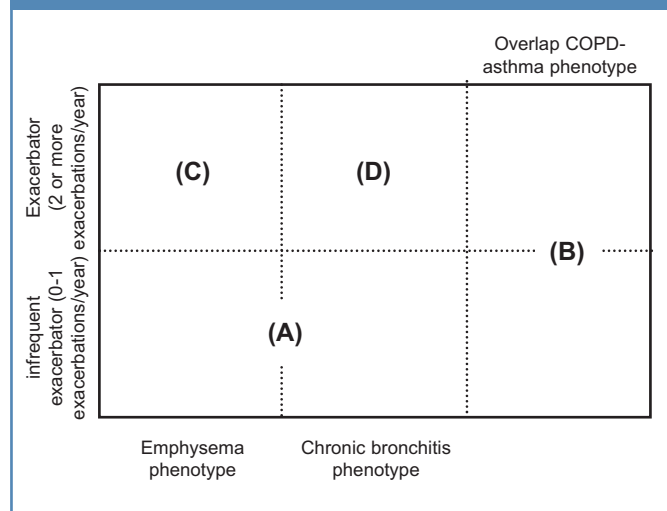 Overlap COPD-
asthma phenotype
Exacerbator
(2 or more
exacerbations/year)
(C)
(D)
(B)
infrequent
exacerbator (0-1
exacerbations/year)
(A)
Emphysema
phenotype
Chronic bronchitis
phenotype